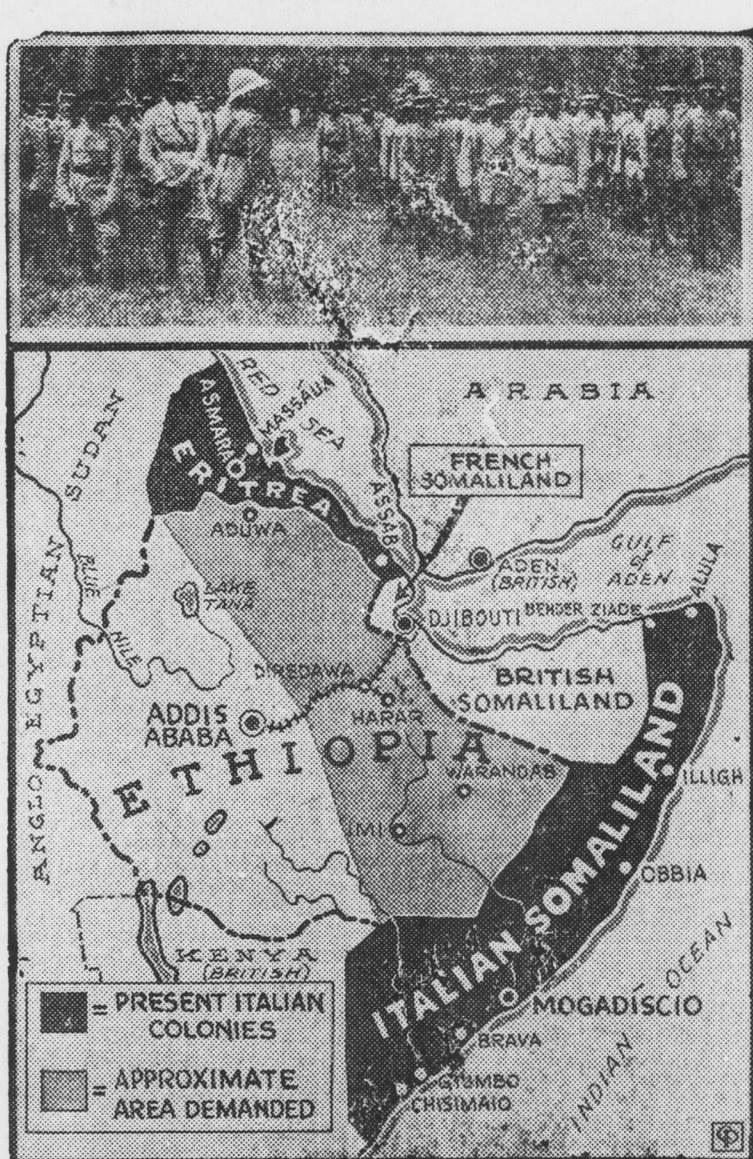 RED
SEA
ARABIA
ANGLO EGYPTIAN SUDAN
ASMARA
MASSAUA
ERITREA
ASSAB
FRENCH
SOMALILAND
ADUWA
BLUE
NILE
LAKE
TANA
ADEN
(BRITISH)
GULF
of
ADEN
ALULA
DJIBOUTI
BENDER ZIADE
DIREDAWA
HARAR
BRITISH
SOMALILAND
ADDIS
ABABA
ETHIOPIA
WARANDAB
IMI
ILLIGH
OBBIA
ITALIAN SOMALILAND
KENYA
(BRITISH)
MOGADISCIO
BRAVA
CHISIMAIO
INDIAN OCEAN
= PRESENT ITALIAN
COLONIES
= APPROXIMATE
AREA DEMANDED